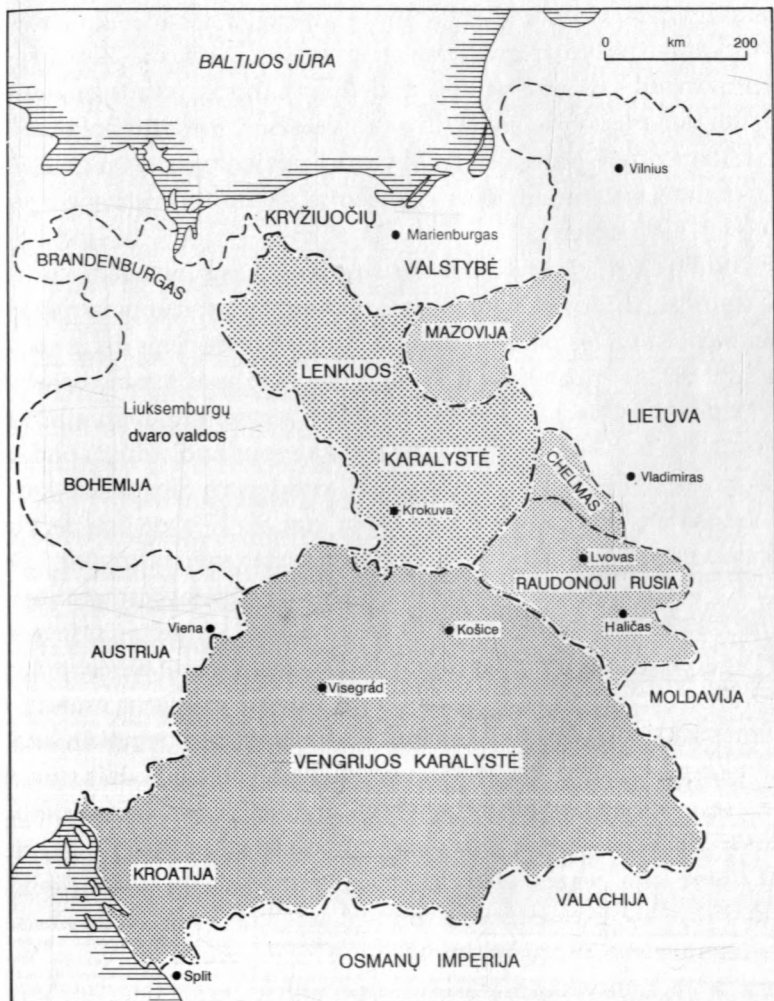 BALTIJOS JŪRA
0 km 200
Vilnius
KRYŽIUOČIŲ
Marienburgas
VALSTYBĖ
BRANDENBURGAS
MAZOVIJA
LENKIJOS
Liuksemburgų
dvaro valdos
LIETUVA
KARALYSTĖ
CHELMAS
BOHEMIJA
Vladimiras
Krokuva
Lvovas
RAUDONOJI RUSIA
Haličas
Viena
Košice
AUSTRIJA
Visegrád
MOLDAVIJA
VENGRIJOS KARALYSTĖ
KROATIJA
VALACHIJA
OSMANŲ IMPERIJA
Split